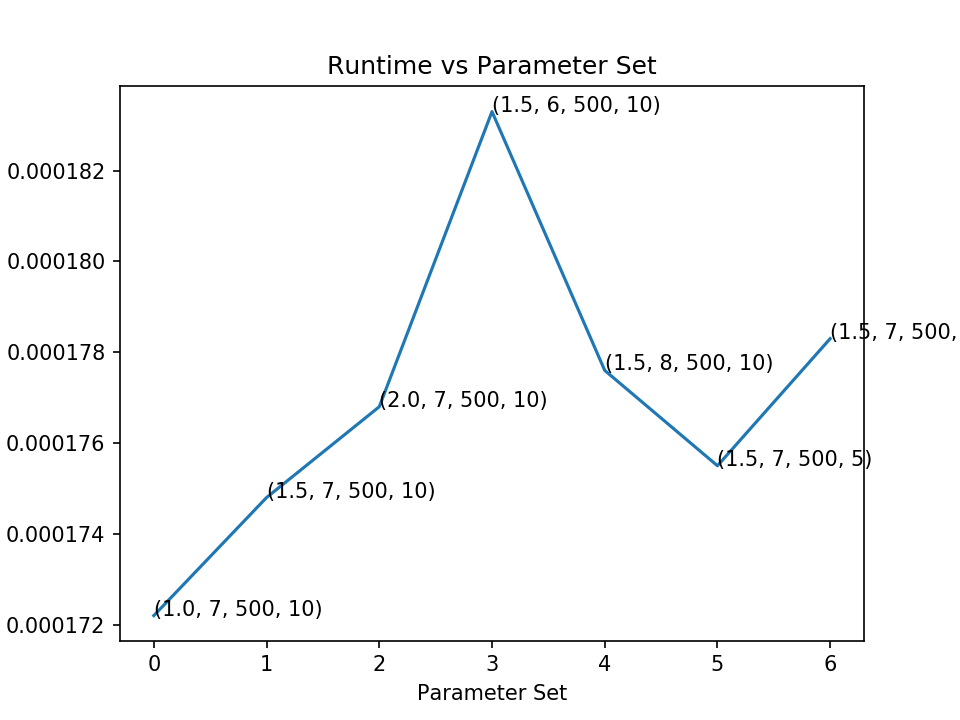 Runtime vs Parameter Set
(1.5, 6, 500, 10)
0.000182
0.000180
0.000178
(1.5, 7, 500,
(1.5, 8, 500, 10)
(2.0, 7, 500, 10)
0.000176
(1.5, 7, 500, 5)
(1.5, 7, 500, 10)
0.000174
(1.0, 7, 500, 10)
0.000172
0 1 2 3 4 5 6
Parameter Set